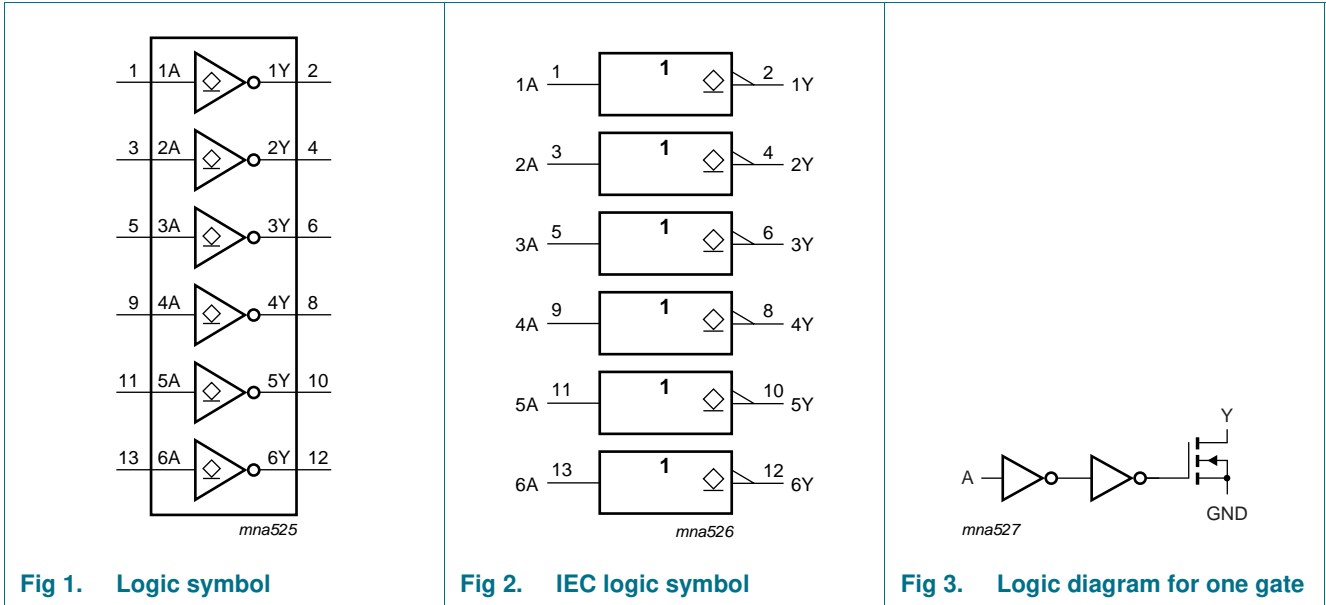 1 1A 1Y 2
3 2A 2Y 4
5 3A 3Y 6
9 4A 4Y 8
11 5A 5Y 10
13 6A 6Y 12
mna525
Fig 1. Logic symbol
1A 1 1 2 1Y
2A 3 1 4 2Y
3A 5 1 6 3Y
4A 9 1 8 4Y
5A 11 1 10 5Y
6A 13 1 12 6Y
mna526
Fig 2. IEC logic symbol
Y
A
GND
mna527
Fig 3. Logic diagram for one gate